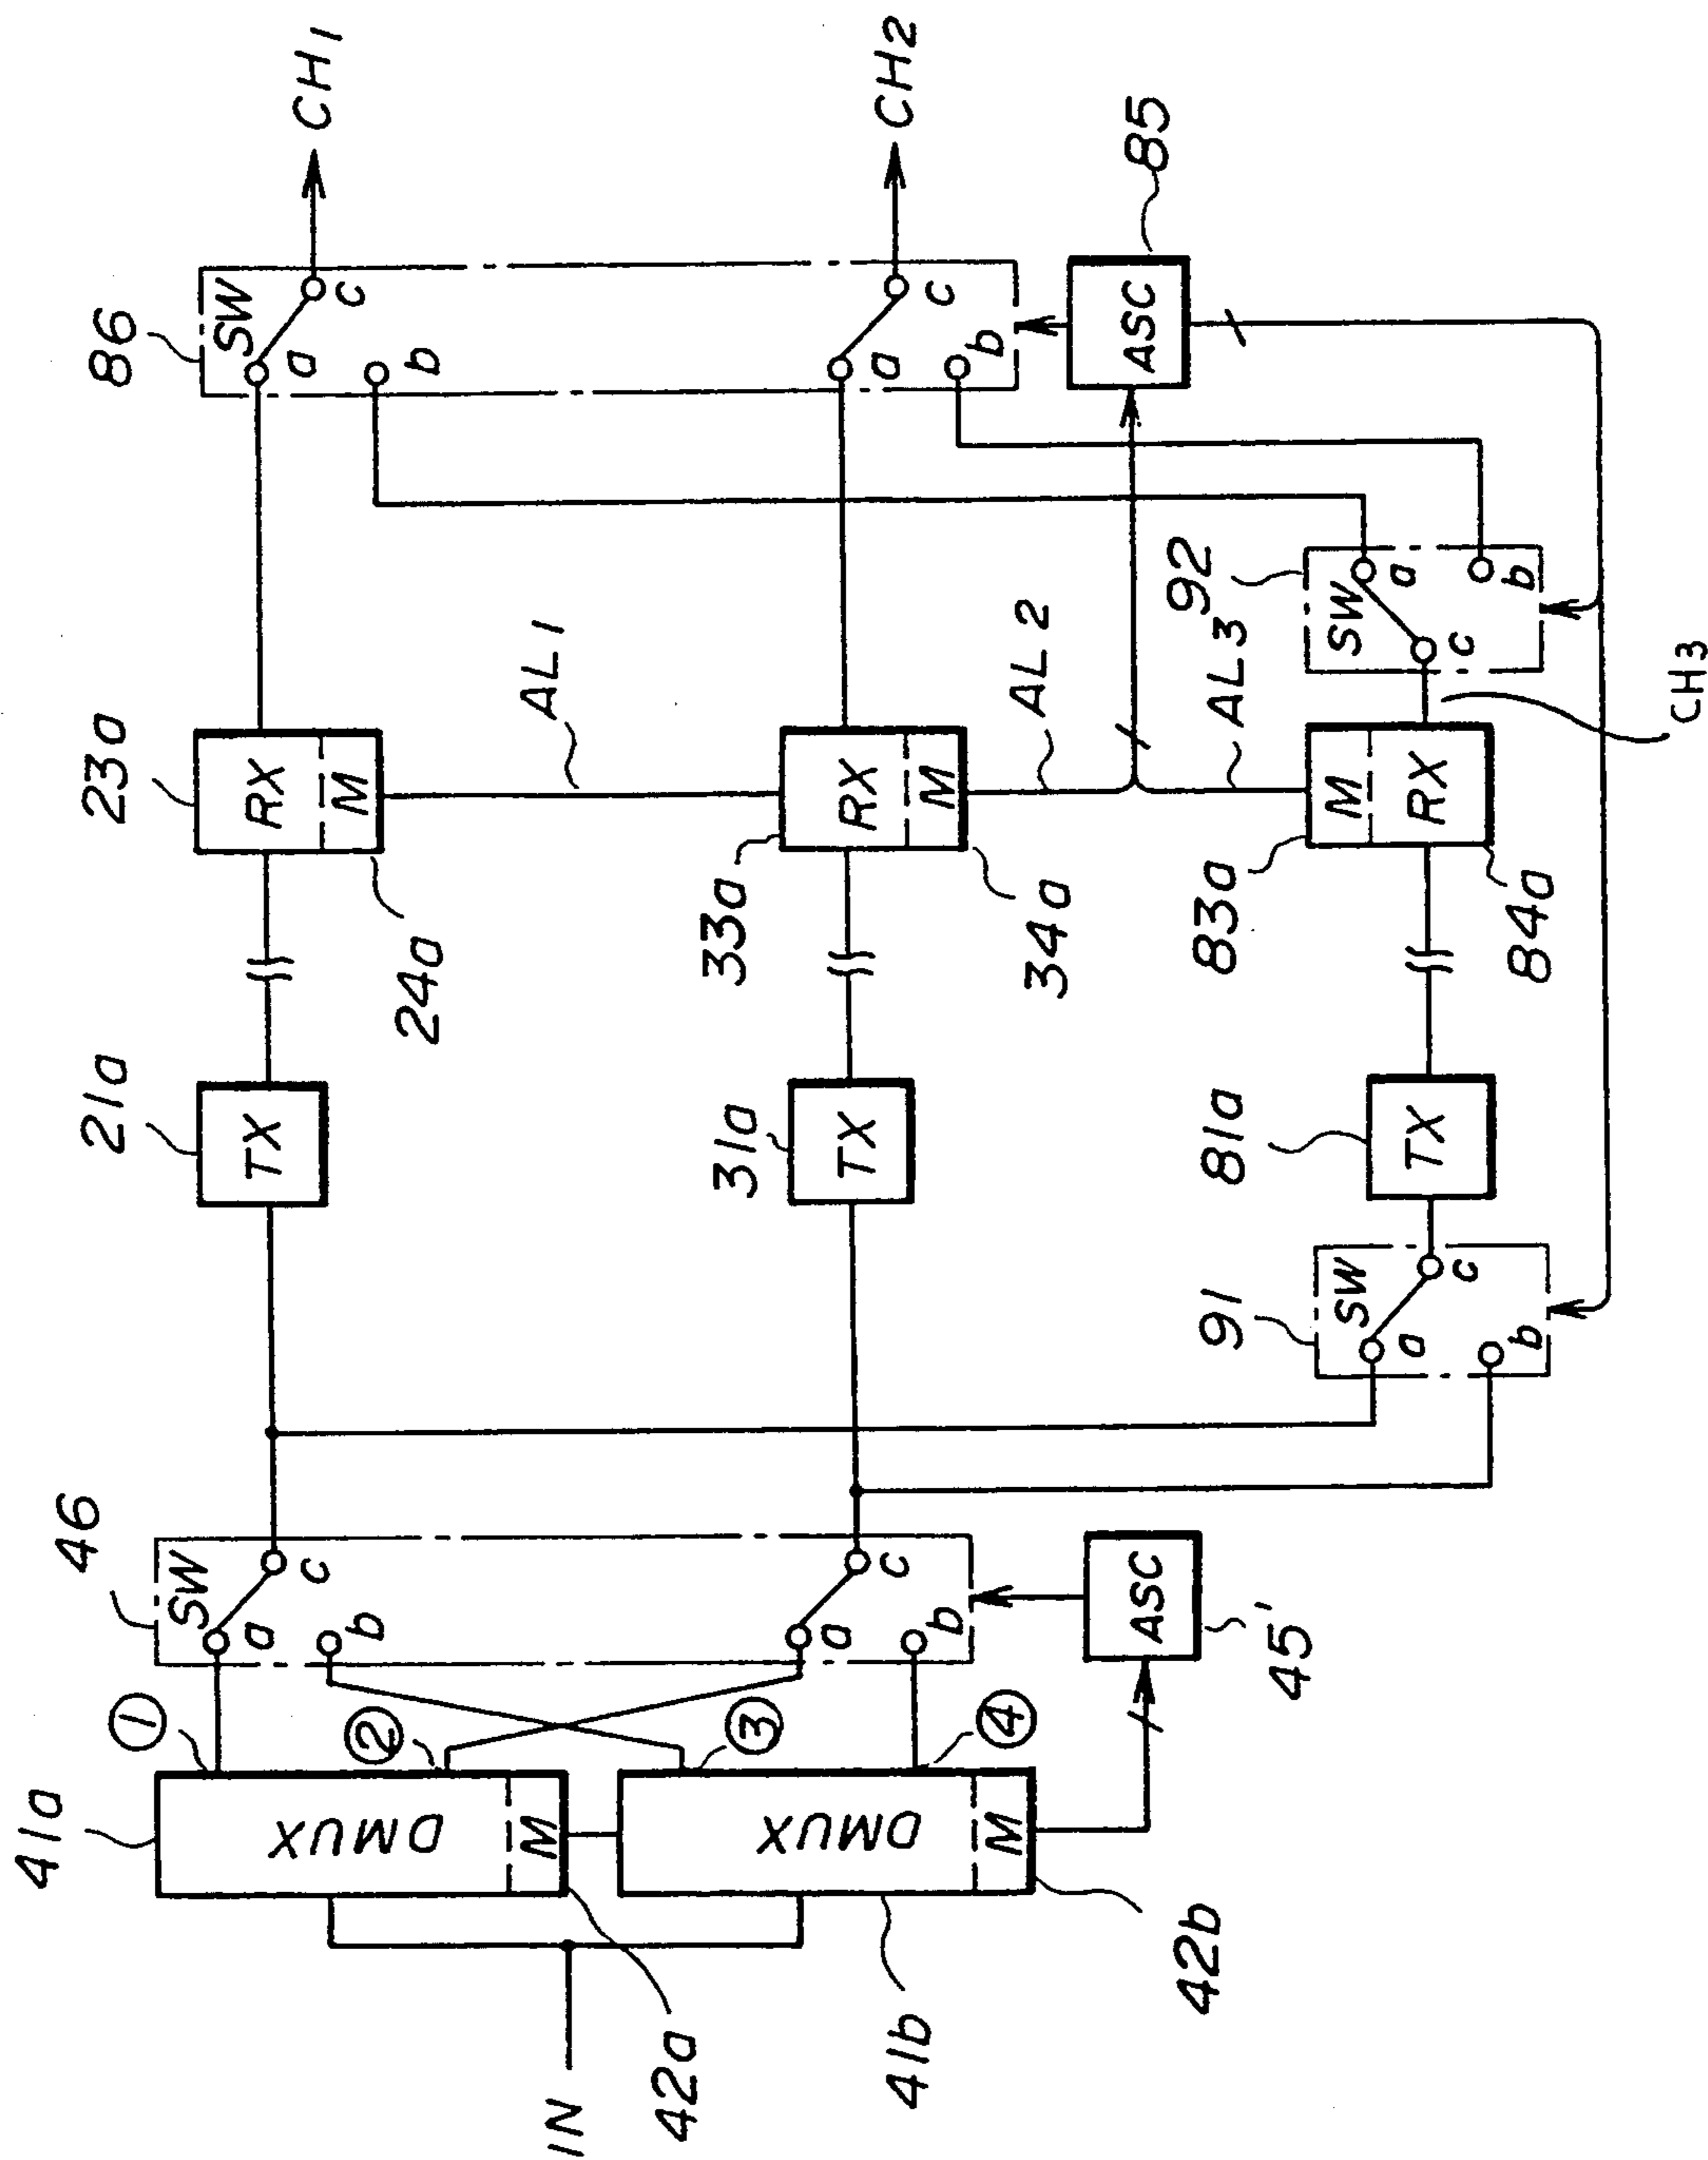 86
SW
a
c
b
CH1
a
c
b
CH2
ASC
85
23a
RX
M
24a
AL1
33a
RX
M
34a
AL2
AL3
92
SW
a
b
c
CH3
83a
M
RX
84a
21a
TX
31a
TX
81a
TX
91
SW
a
c
b
46
SW
a
c
b
a
c
b
ASC
45'
①
②
③
④
41a
DMUX
M
42a
DMUX
M
41b
42b
IN